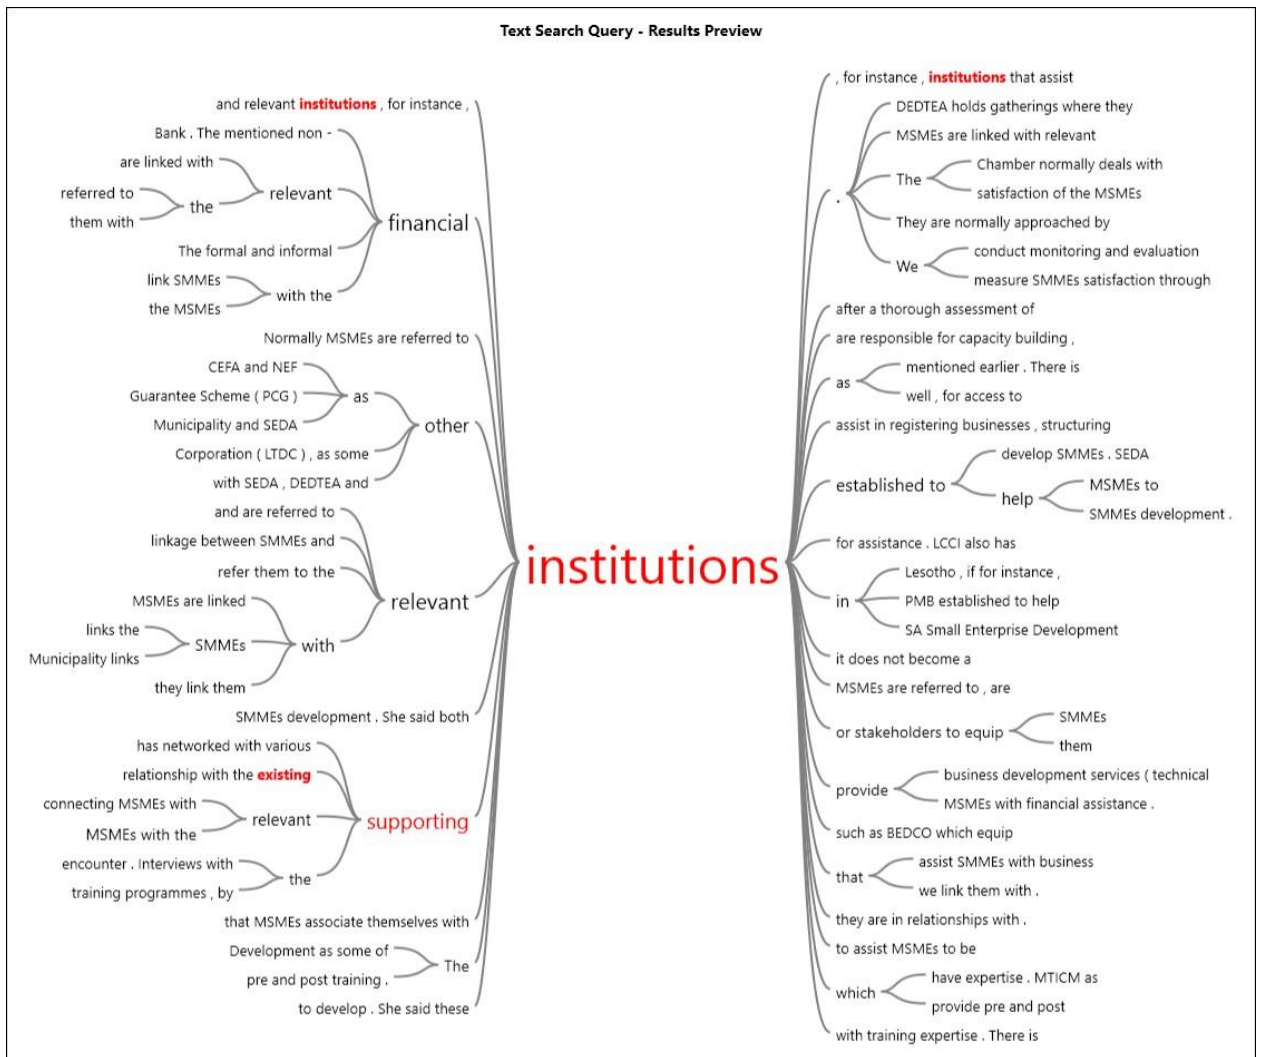 Text Search Query - Results Preview
and relevant institutions , for instance ,
Bank . The mentioned non -
are linked with
referred to
them with
the
relevant
The formal and informal
link SMMEs
the MSMEs
with the
financial
Normally MSMEs are referred to
CEFA and NEF
Guarantee Scheme ( PCG )
Municipality and SEDA
as
Corporation ( LTDC ) , as some
with SEDA , DEDTEA and
other
and are referred to
linkage between SMMEs and
refer them to the
MSMEs are linked
links the
Municipality links
SMMEs
they link them
with
relevant
SMMEs development . She said both
has networked with various
relationship with the existing
connecting MSMEs with
MSMEs with the
relevant
encounter . Interviews with
training programmes , by
the
supporting
that MSMEs associate themselves with
Development as some of
pre and post training .
The
to develop . She said these
institutions
, for instance , institutions that assist
.
DEDTEA holds gatherings where they
MSMEs are linked with relevant
The
Chamber normally deals with
satisfaction of the MSMEs
They are normally approached by
We
conduct monitoring and evaluation
measure SMMEs satisfaction through
after a thorough assessment of
are responsible for capacity building ,
as
mentioned earlier . There is
well , for access to
assist in registering businesses , structuring
established to
develop SMMEs . SEDA
help
MSMEs to
SMMEs development .
for assistance . LCCI also has
in
Lesotho , if for instance ,
PMB established to help
SA Small Enterprise Development
it does not become a
MSMEs are referred to , are
or stakeholders to equip
SMMEs
them
provide
business development services ( technical
MSMEs with financial assistance .
such as BEDCO which equip
that
assist SMMEs with business
we link them with .
they are in relationships with .
to assist MSMEs to be
which
have expertise . MTICM as
provide pre and post
with training expertise . There is